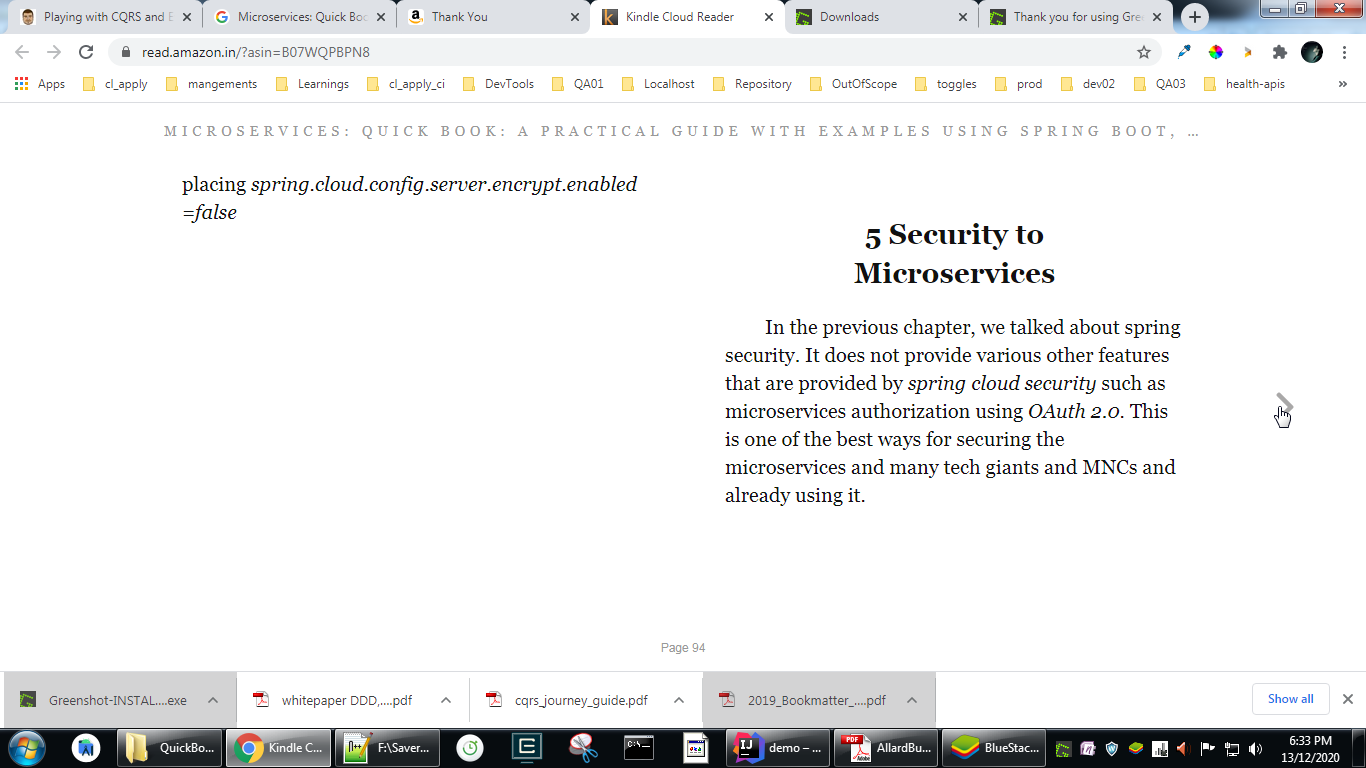 Playing with CQRS and E
Microservices: Quick Boo
Thank You
Kindle Cloud Reader
Downloads
Thank you for using Gre
read.amazon.in/?asin=B07WQPBPN8
Apps
cl_apply
mangements
Learnings
cl_apply_ci
DevTools
QA01
Localhost
Repository
OutOfScope
toggles
prod
dev02
QA03
health-apis
»
MICROSERVICES: QUICK BOOK: A PRACTICAL GUIDE WITH EXAMPLES USING SPRING BOOT, ...
placing spring.cloud.config.server.encrypt.enabled
=false
5 Security to
Microservices
In the previous chapter, we talked about spring
security. It does not provide various other features
that are provided by spring cloud security such as
microservices authorization using OAuth 2.0. This
is one of the best ways for securing the
microservices and many tech giants and MNCs and
already using it.
Page 94
Greenshot-INSTAL....exe
whitepaper DDD,....pdf
cqrs_journey_guide.pdf
2019_Bookmatter_....pdf
Show all
QuickBo...
Kindle C...
F:\Saver...
demo – ...
AllardBu...
BlueStac...
6:33 PM
13/12/2020